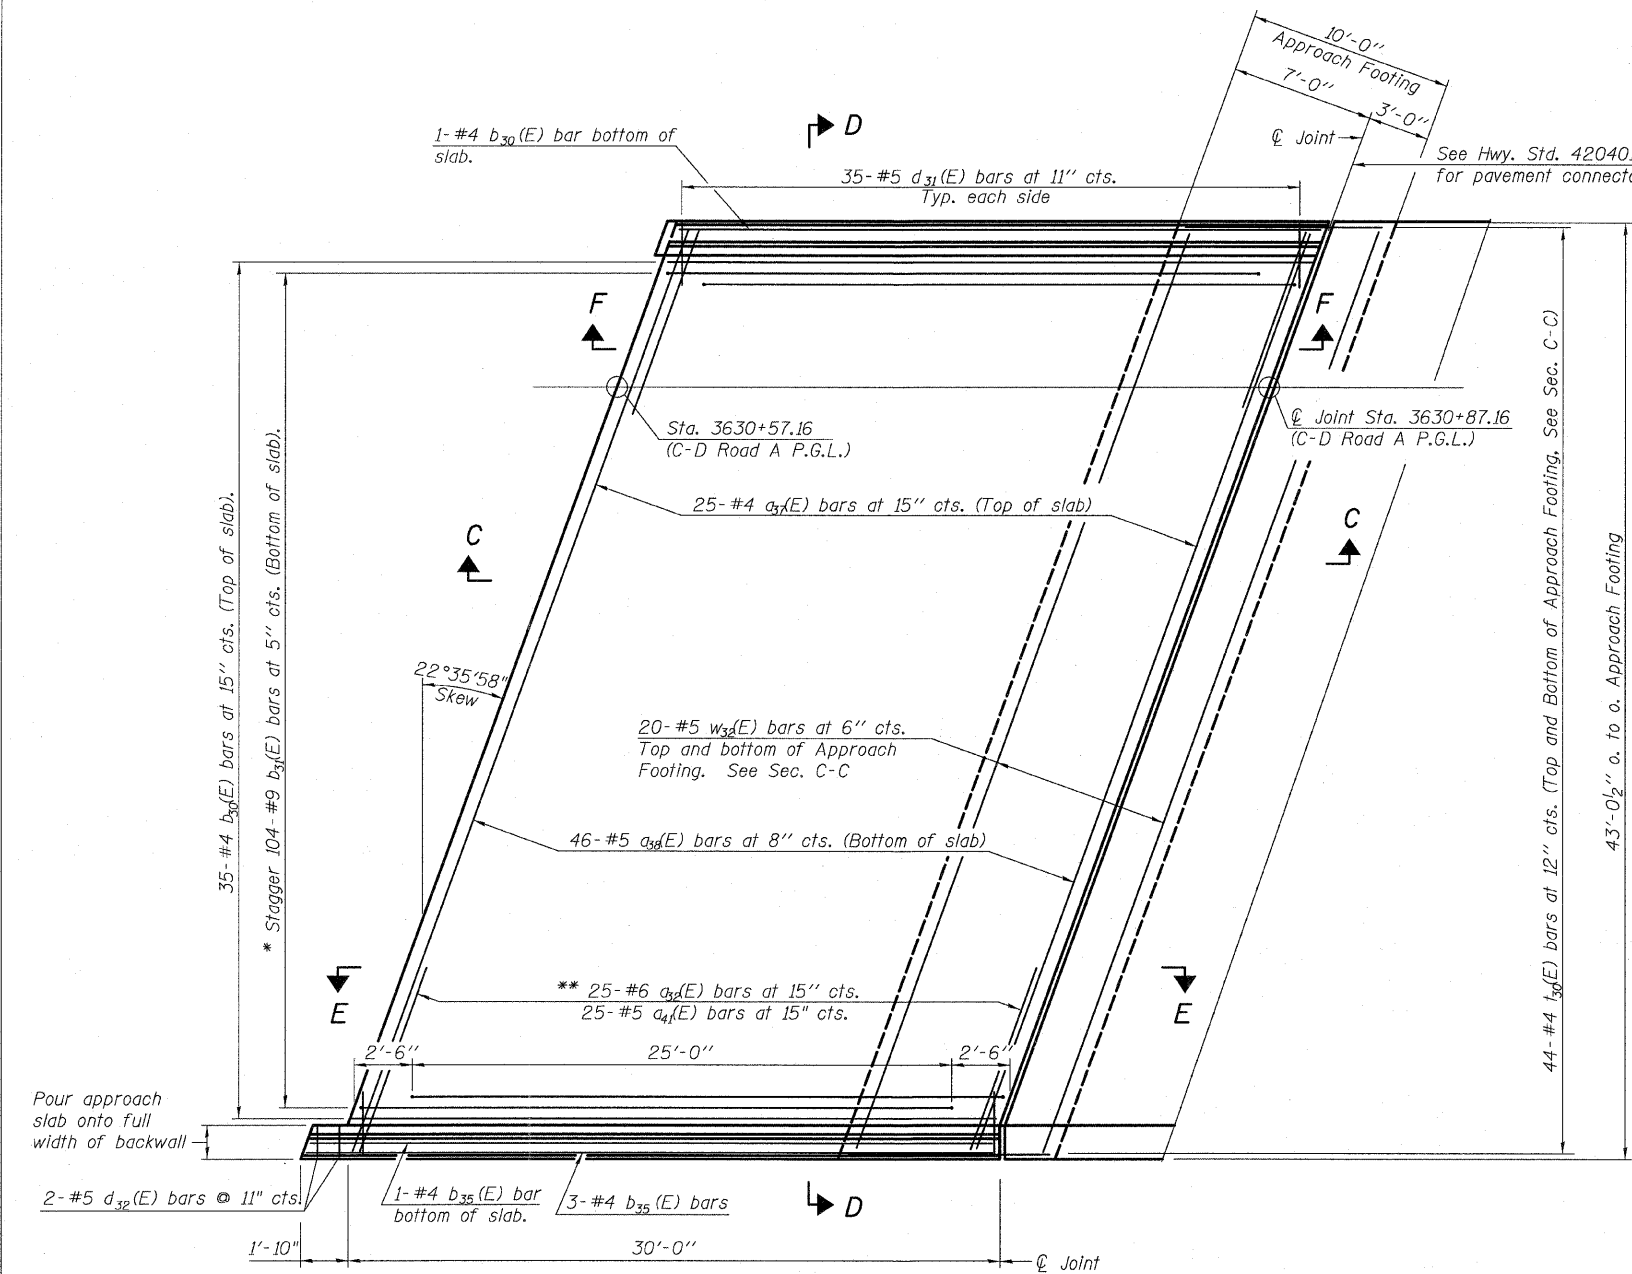 10'-0"
Approach Footing
7'-0"
3'-0"
℄ Joint
See Hwy. Std. 420401
for pavement
D
1-#4 b30(E) bar bottom of
slab.
35-#5 d31(E) bars at 11" cts.
Typ. each side
F
F
Sta. 3630+57.16
(C-D Road A P.G.L.)
℄ Joint Sta. 3630+87.16
(C-D Road A P.G.L.)
25-#4 a37(E) bars at 15" cts. (Top of slab)
C
C
35-#4 b30(E) bars at 15" cts. (Top of slab).
* Stagger 104-#9 b31(E) bars at 5" cts. (Bottom of slab).
44-#4 t30(E) bars at 12" cts. (Top and Bottom of Approach Footing, See Sec. C-C)
43'-0½" o. to o. Approach Footing
22°35'58"
Skew
20-#5 w32(E) bars at 6" cts.
Top and bottom of Approach
Footing. See Sec. C-C
46-#5 a38(E) bars at 8" cts. (Bottom of slab)
** 25-#6 a32(E) bars at 15" cts.
25-#5 a41(E) bars at 15" cts.
E
E
2'-6"
25'-0"
2'-6"
Pour approach
slab onto full
width of backwall
2-#5 d32(E) bars @ 11" cts.
1-#4 b35(E) bar
bottom of slab.
3-#4 b35(E) bars
D
1'-10"
30'-0"
℄ Joint